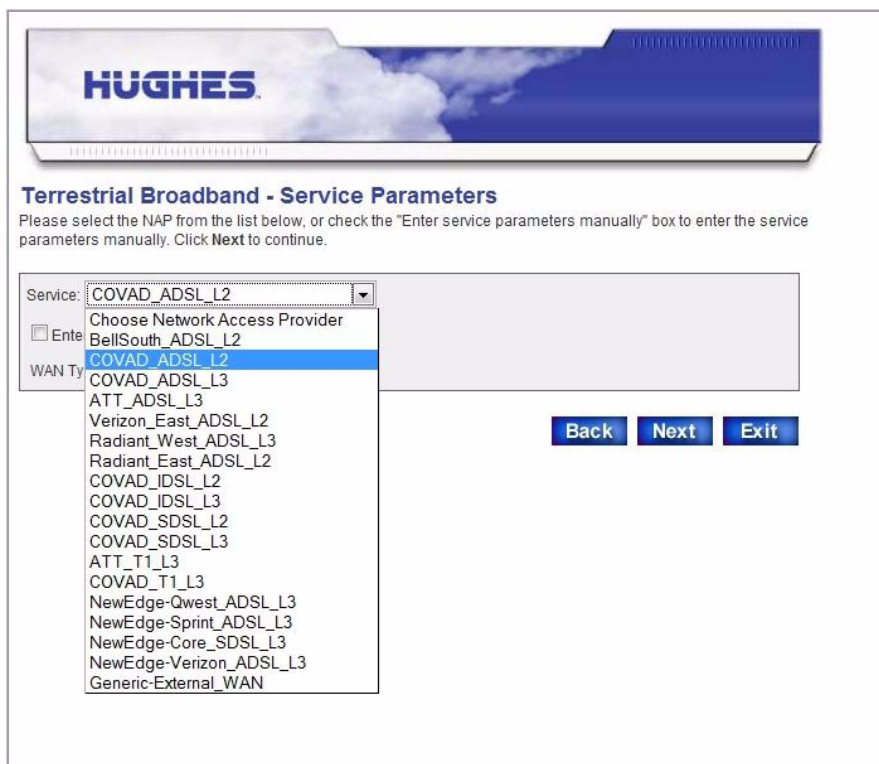 HUGHES.
Terrestrial Broadband - Service Parameters
Please select the NAP from the list below, or check the "Enter service parameters manually" box to enter the service
parameters manually. Click Next to continue.
Service: COVAD_ADSL_L2
Choose Network Access Provider
Ente
BellSouth_ADSL_L2
COVAD_ADSL_L2
WAN Ty
COVAD_ADSL_L3
ATT_ADSL_L3
Verizon_East_ADSL_L2
Radiant_West_ADSL_L3
Radiant_East_ADSL_L2
COVAD_IDSL_L2
COVAD_IDSL_L3
COVAD_SDSL_L2
COVAD_SDSL_L3
ATT_T1_L3
COVAD_T1_L3
NewEdge-Qwest_ADSL_L3
NewEdge-Sprint_ADSL_L3
NewEdge-Core_SDSL_L3
NewEdge-Verizon_ADSL_L3
Generic-External_WAN
Back Next Exit